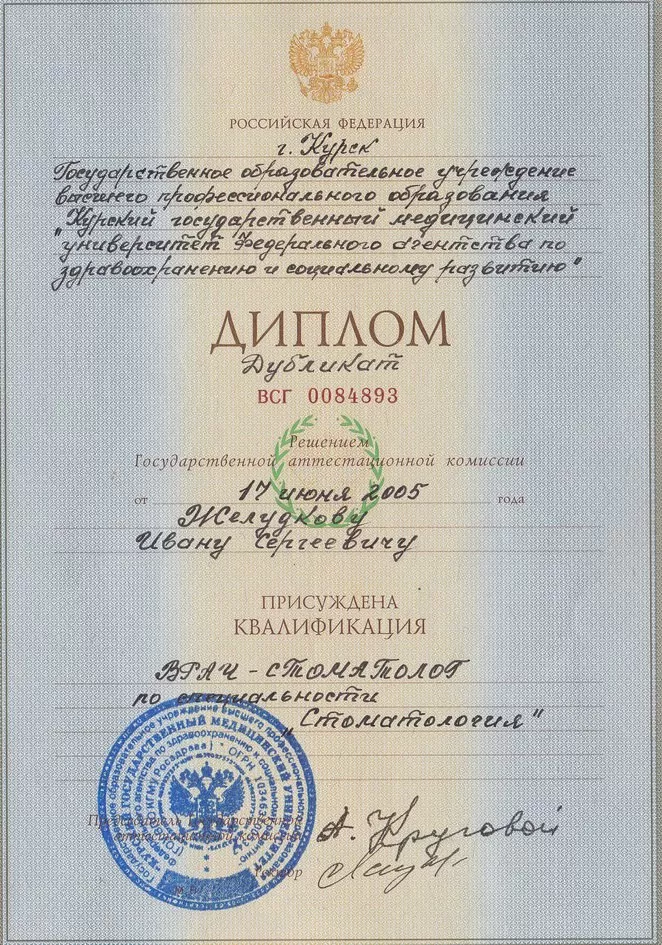 РОССИЙСКАЯ ФЕДЕРАЦИЯ
г. Курск
Государственное образовательное учреждение
высшего профессионального образования
„Курский государственный медицинский
университет Федерального агентства по
здравоохранению и социальному развитию"
ДИПЛОМ
Дубликат
ВСГ 0084893
Решением
Государственной аттестационной комиссии
от 17 июня 2005 года
Желудкову
Ивану Сергеевичу
ПРИСУЖДЕНА
КВАЛИФИКАЦИЯ
ВРАЧ - СТОМАТОЛОГ
по специальности
„Стоматология"
Председатель Государственной
аттестационной комиссии
А. Круговой
Ректор